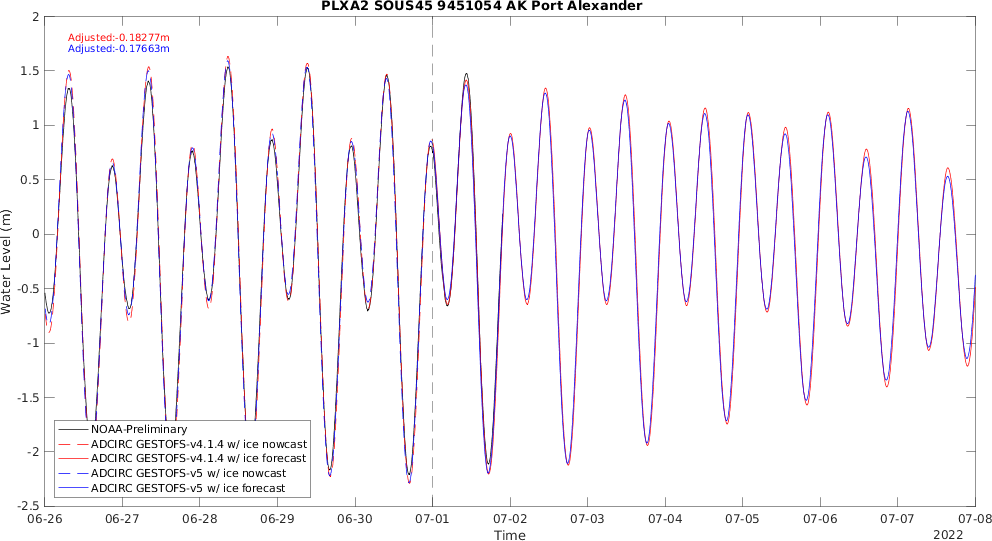 PLXA2 SOUS45 9451054 AK Port Alexander
Adjusted:-0.18277m
Adjusted:-0.17663m
2
1.5
1
0.5
0
-0.5
-1
-1.5
-2
-2.5
Water Level (m)
NOAA-Preliminary
ADCIRC GESTOFS-v4.1.4 w/ ice nowcast
ADCIRC GESTOFS-v4.1.4 w/ ice forecast
ADCIRC GESTOFS-v5 w/ ice nowcast
ADCIRC GESTOFS-v5 w/ ice forecast
06-26 06-27 06-28 06-29 06-30 07-01 07-02 07-03 07-04 07-05 07-06 07-07 07-08
Time
2022